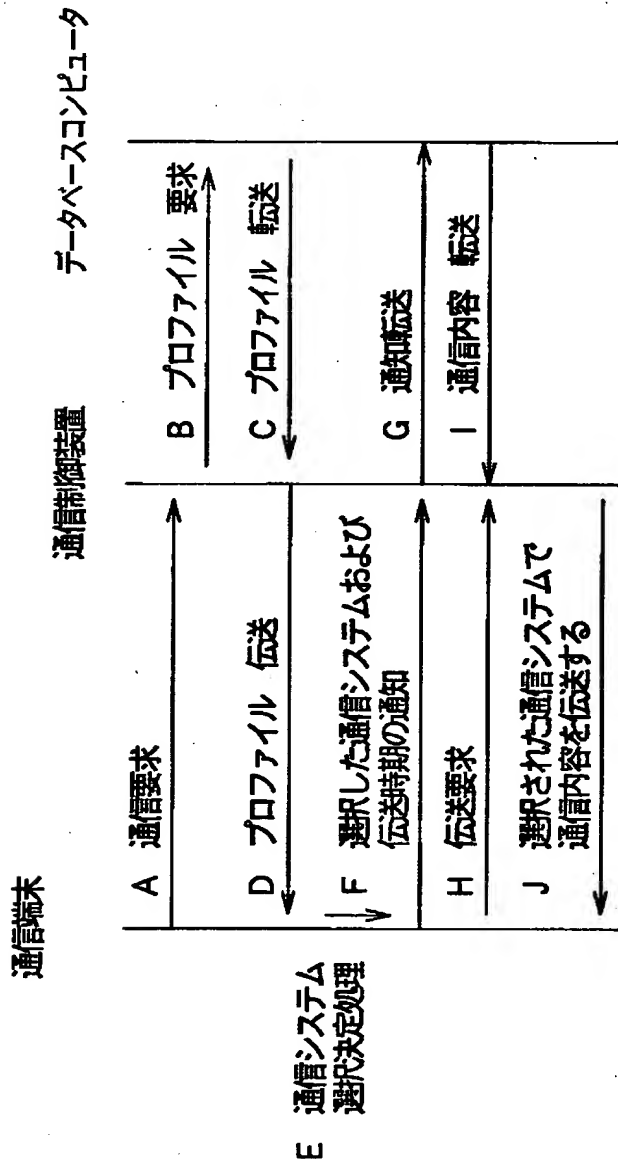 通信端末
通信制御装置
データベースコンピュータ
A 通信要求
B プロファイル 要求
C プロファイル 転送
D プロファイル 伝送
E 通信システム
選択決定処理
F 選択した通信システムおよび
伝送時期の通知
G 通知転送
H 伝送要求
I 通信内容 転送
J 選択された通信システムで
通信内容を伝送する